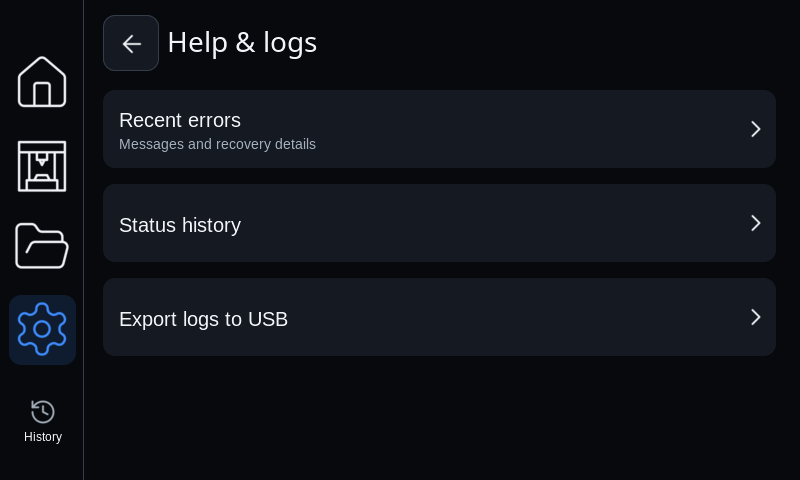 Help & logs
Recent errors
Messages and recovery details
Status history
Export logs to USB
History